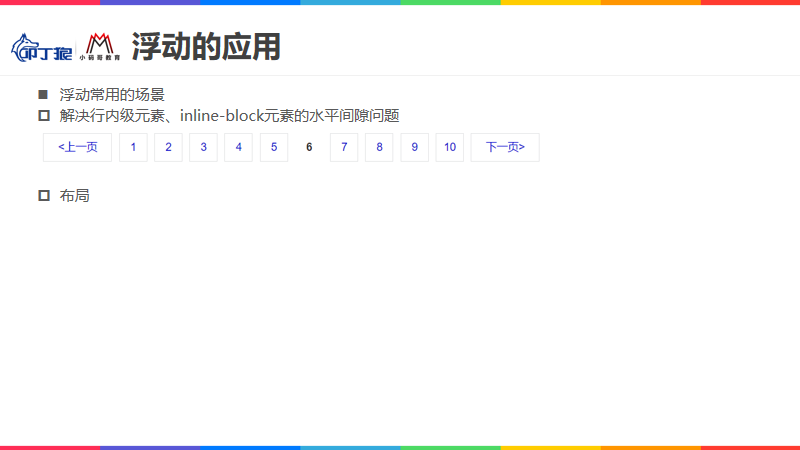 叩丁狼
小码哥教育
浮动的应用
浮动常用的场景
解决行内级元素、inline-block元素的水平间隙问题
<上一页 1 2 3 4 5 6 7 8 9 10 下一页>
布局